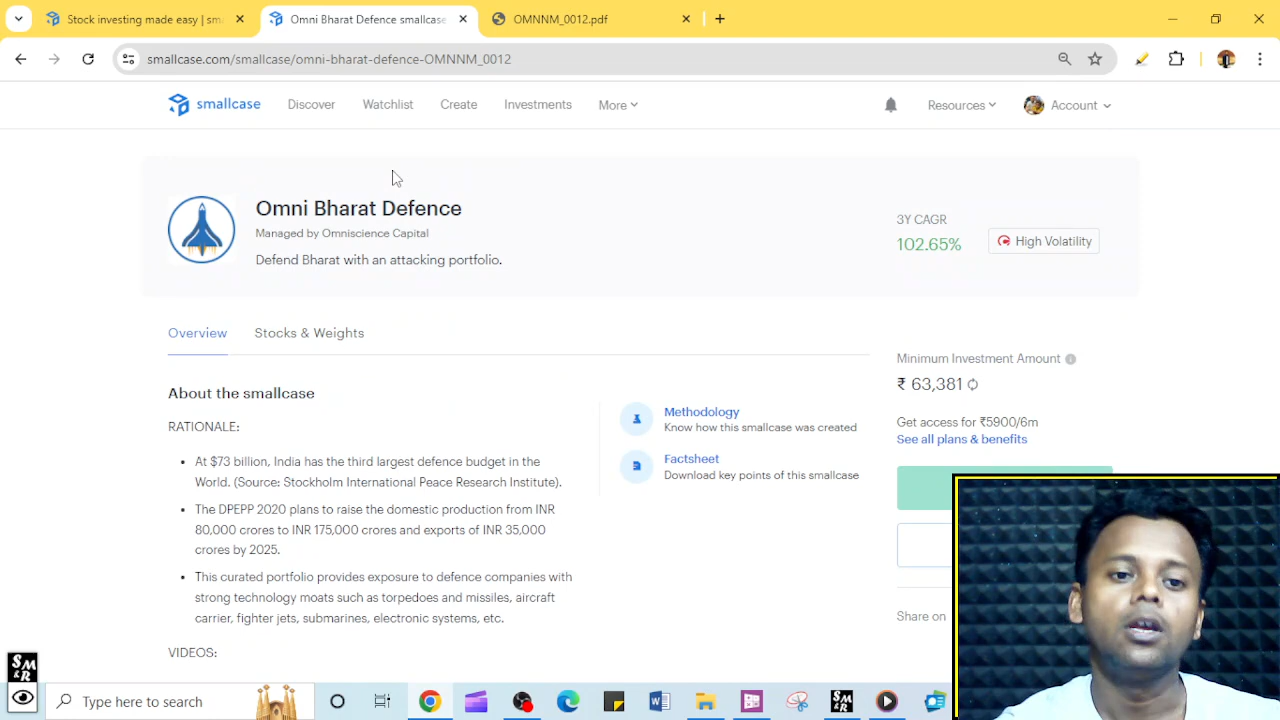 Stock investing made easy | sm
Omni Bharat Defence smallcase
OMNNM_0012.pdf
smallcase.com/smallcase/omni-bharat-defence-OMNNM_0012
smallcase
Discover
Watchlist
Create
Investments
More
Resources
Account
Omni Bharat Defence
Managed by Omniscience Capital
Defend Bharat with an attacking portfolio.
3Y CAGR
102.65%
High Volatility
Overview
Stocks & Weights
About the smallcase
RATIONALE:
• At $73 billion, India has the third largest defence budget in the
World. (Source: Stockholm International Peace Research Institute).
• The DPEPP 2020 plans to raise the domestic production from INR
80,000 crores to INR 175,000 crores and exports of INR 35,000
crores by 2025.
• This curated portfolio provides exposure to defence companies with
strong technology moats such as torpedoes and missiles, aircraft
carrier, fighter jets, submarines, electronic systems, etc.
VIDEOS:
Methodology
Know how this smallcase was created
Factsheet
Download key points of this smallcase
Minimum Investment Amount
₹ 63,381
Get access for ₹5900/6m
See all plans & benefits
Share on
SM&R
Type here to search
SM&R